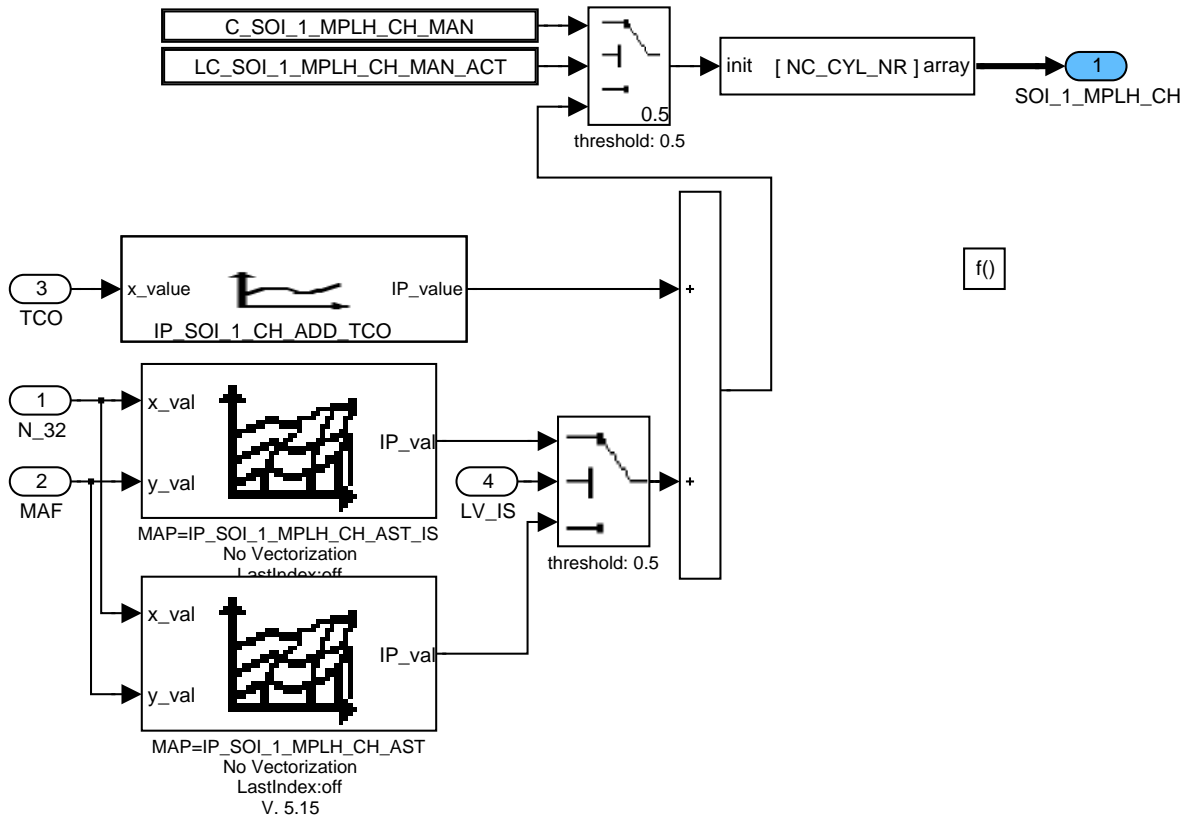 C_SOI_1_MPLH_CH_MAN
LC_SOI_1_MPLH_CH_MAN_ACT
0.5
threshold: 0.5
init [ NC_CYL_NR ] array
1
SOI_1_MPLH_CH
f()
3
TCO
x_value IP_value
IP_SOI_1_CH_ADD_TCO
+
1
N_32
2
MAF
x_val
y_val
IP_val
MAP=IP_SOI_1_MPLH_CH_AST_IS
No Vectorization
LastIndex:off
4
LV_IS
threshold: 0.5
+
x_val
y_val
IP_val
MAP=IP_SOI_1_MPLH_CH_AST
No Vectorization
LastIndex:off
V. 5.15